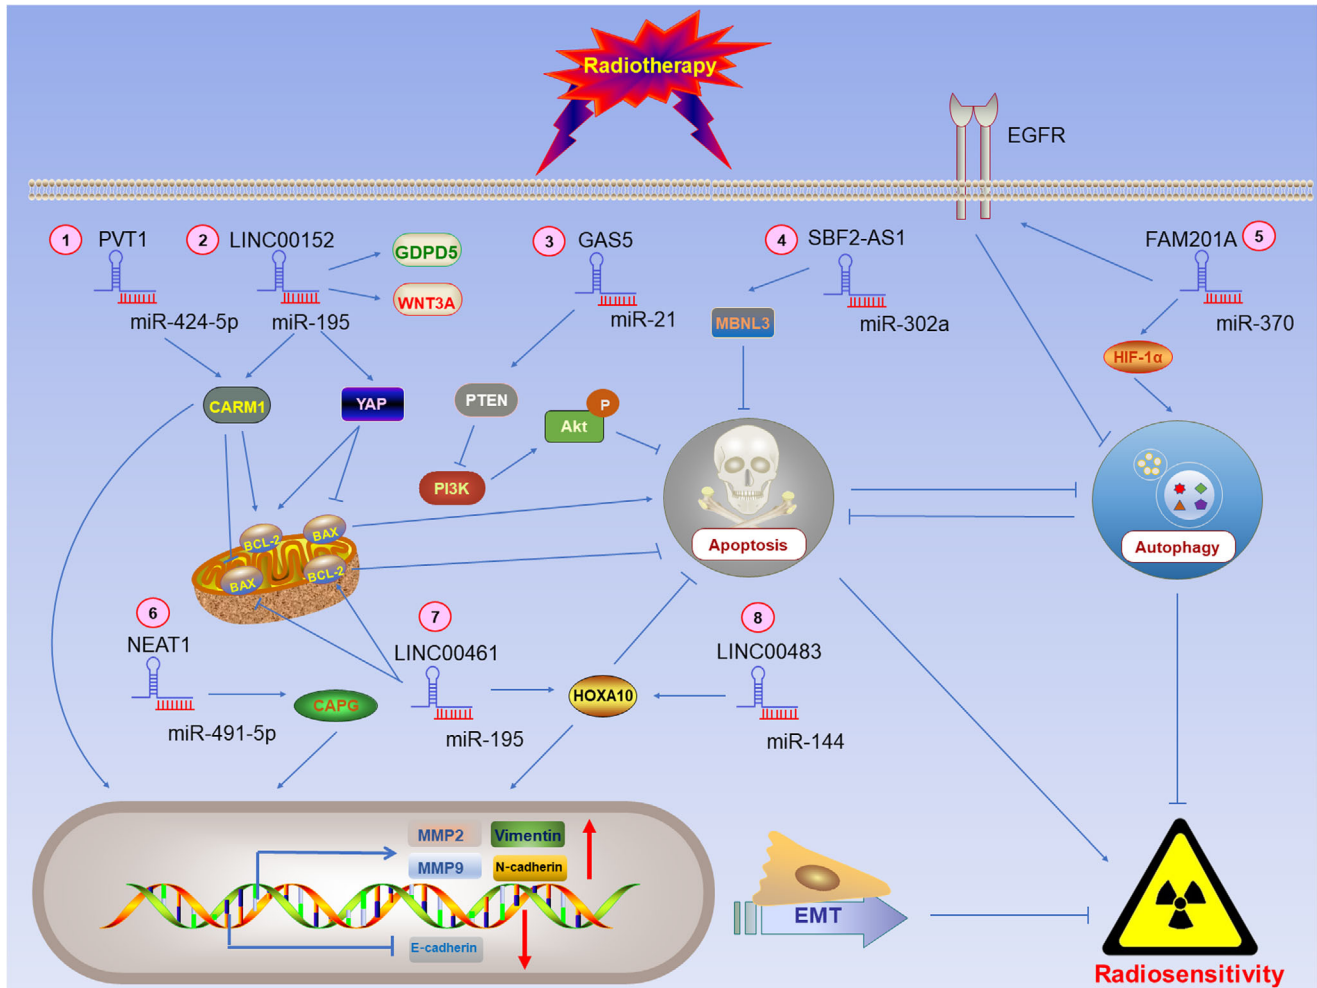 Radiotherapy
EGFR
1 PVT1
2 LINC00152
GDPD5
3 GAS5
4 SBF2-AS1
FAM201A 5
WNT3A
miR-424-5p
miR-195
miR-21
MBNL3
miR-302a
miR-370
HIF-1α
CARM1
YAP
PTEN
P
Akt
PI3K
BCL-2
BAX
BAX
BCL-2
Apoptosis
Autophagy
6
NEAT1
7
LINC00461
8
LINC00483
CAPG
HOXA10
miR-491-5p
miR-195
miR-144
MMP2
Vimentin
MMP9
N-cadherin
E-cadherin
EMT
Radiosensitivity